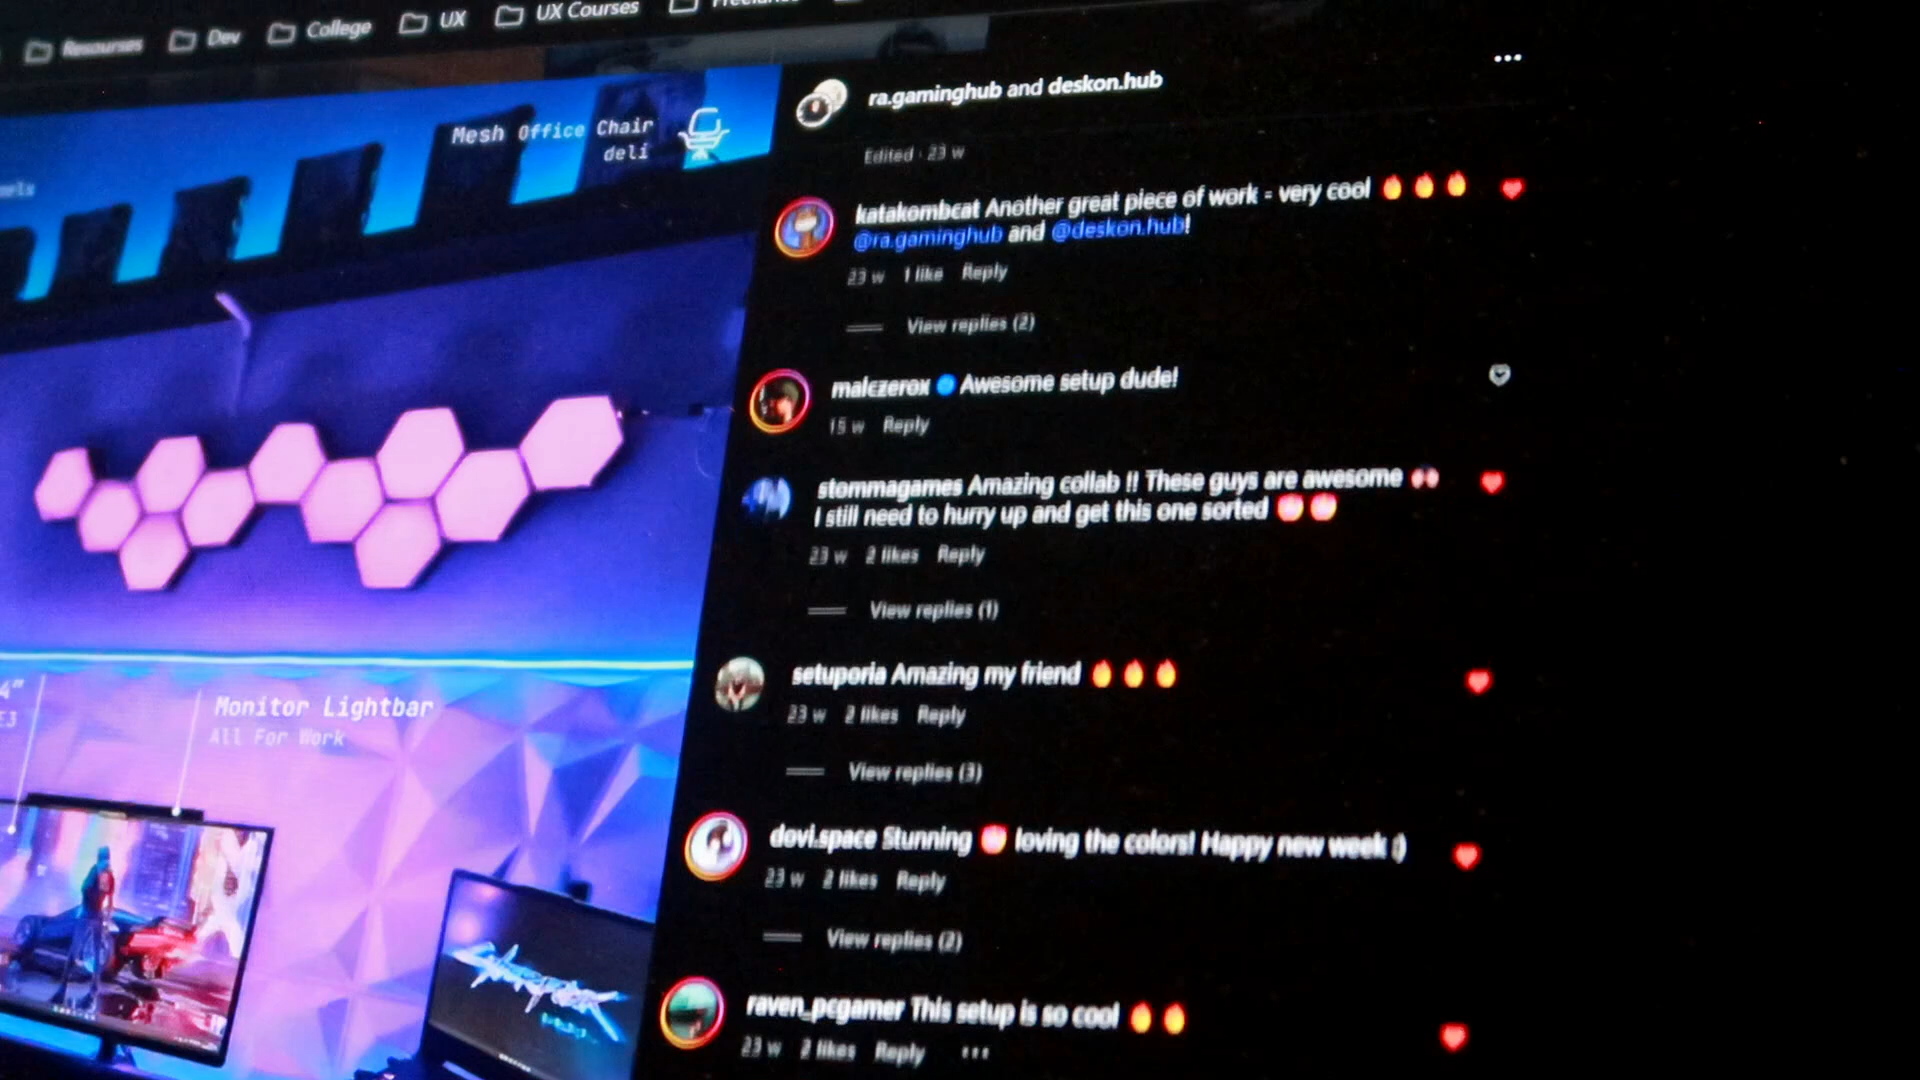 Resourses
Dev
College
UX
UX Courses
Mesh Office Chair
deli
4"
E3
Monitor Lightbar
All For Work
ra.gaminghub and deskon.hub
Edited · 23 w
katakombcat Another great piece of work - very cool 🔥🔥🔥
@ra.gaminghub and @deskon.hub!
23 w 1 like Reply
View replies (2)
malczerox Awesome setup dude!
15 w Reply
stommagames Amazing collab !! These guys are awesome
I still need to hurry up and get this one sorted
23 w 2 likes Reply
View replies (1)
setuporia Amazing my friend 🔥🔥🔥
23 w 2 likes Reply
View replies (3)
dovi.space Stunning loving the colors! Happy new week :)
23 w 2 likes Reply
View replies (2)
raven_pcgamer This setup is so cool 🔥🔥
23 w 2 likes Reply